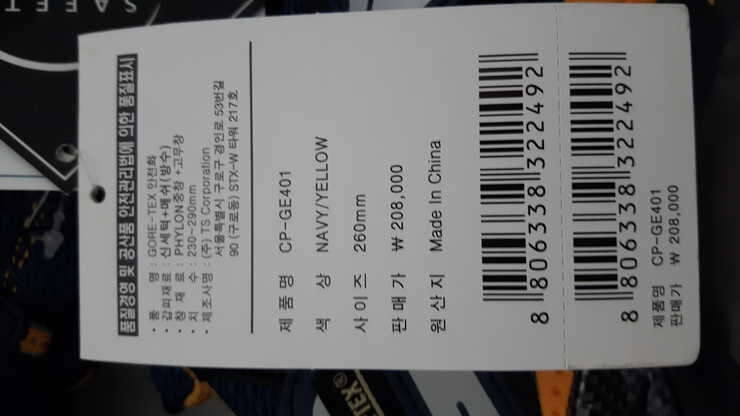 SAFET
품질경영 및 공산품 안전관리법에 의한 품질표시
• 품 명 : GORE-TEX 안전화
• 갑피재료 : 신세틱+메쉬(방수)
• 창 재 료 : PHYLON중창 +고무창
• 치 수 : 230~290mm
• 제조사명 : (주) TS Corporation
서울특별시 구로구 경인로 53번길
90 (구로동) STX-W 타워 217호
제 품 명 CP-GE401
색 상 NAVY/YELLOW
사 이 즈 260mm
판 매 가 ₩ 208,000
원 산 지 Made In China
8 806338 322492
8 806338 322492
제품명 CP-GE401
판매가 ₩ 208,000
TEX®